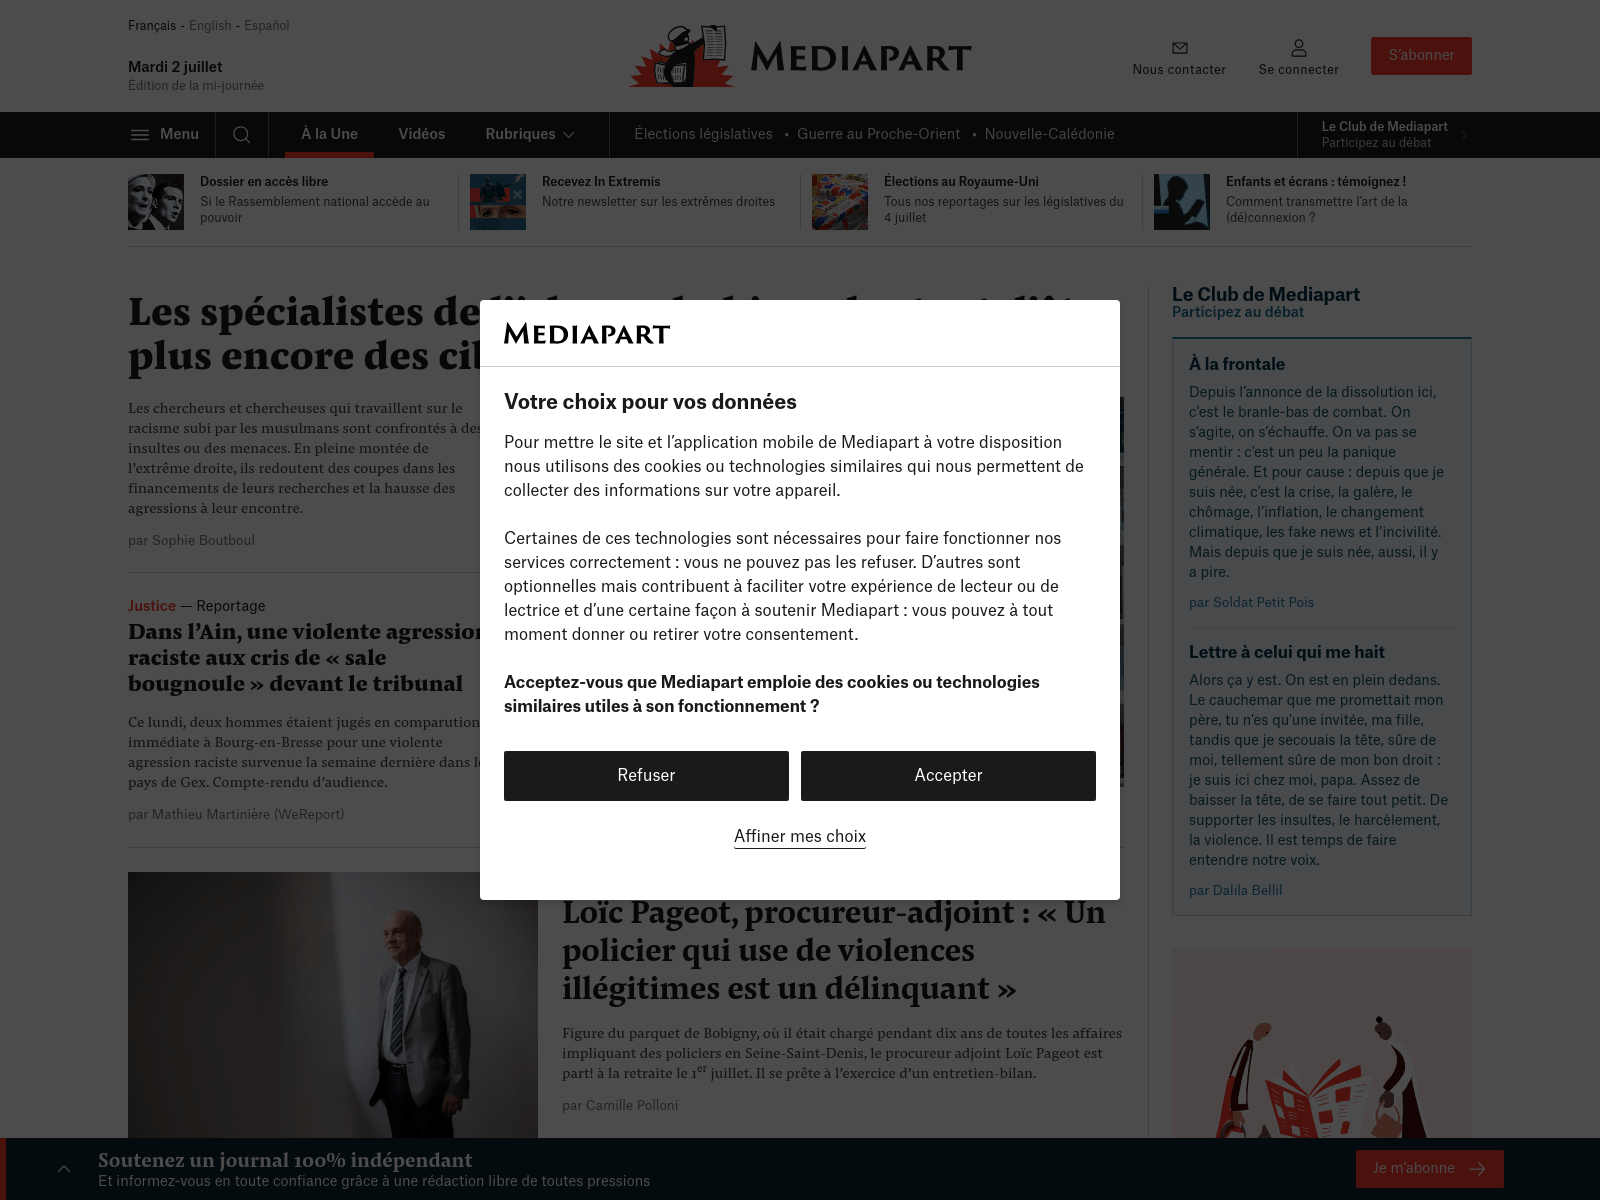 Français - English - Español
Mardi 2 juillet
Édition de la mi-journée
MEDIAPART
Nous contacter
Se connecter
S'abonner
Menu
À la Une
Vidéos
Rubriques
Élections législatives • Guerre au Proche-Orient • Nouvelle-Calédonie
Le Club de Mediapart
Participez au débat
Dossier en accès libre
Si le Rassemblement national accède au
pouvoir
Recevez In Extremis
Notre newsletter sur les extrêmes droites
Élections au Royaume-Uni
Tous nos reportages sur les législatives du
4 juillet
Enfants et écrans : témoignez !
Comment transmettre l'art de la
(dé)connexion ?
Les spécialistes de
plus encore des
Les chercheurs et chercheuses qui travaillent sur le
racisme subi par les musulmans sont confrontés à des
insultes ou des menaces. En pleine montée de
l'extrême droite, ils redoutent des coupes dans les
financements de leurs recherches et la hausse des
agressions à leur encontre.
par Sophie Boutboul
Justice — Reportage
Dans l'Ain, une violente agression
raciste aux cris de « sale
bougnoule » devant le tribunal
Ce lundi, deux hommes étaient jugés en comparution
immédiate à Bourg-en-Bresse pour une violente
agression raciste survenue la semaine dernière dans le
pays de Gex. Compte-rendu d'audience.
par Mathieu Martinière (WeReport)
MEDIAPART
Votre choix pour vos données
Pour mettre le site et l'application mobile de Mediapart à votre disposition
nous utilisons des cookies ou technologies similaires qui nous permettent de
collecter des informations sur votre appareil.
Certaines de ces technologies sont nécessaires pour faire fonctionner nos
services correctement : vous ne pouvez pas les refuser. D'autres sont
optionnelles mais contribuent à faciliter votre expérience de lecteur ou de
lectrice et d'une certaine façon à soutenir Mediapart : vous pouvez à tout
moment donner ou retirer votre consentement.
Acceptez-vous que Mediapart emploie des cookies ou technologies
similaires utiles à son fonctionnement ?
Refuser
Accepter
Affiner mes choix
Loïc Pageot, procureur-adjoint : « Un
policier qui use de violences
illégitimes est un délinquant »
Figure du parquet de Bobigny, où il était chargé pendant dix ans de toutes les affaires
impliquant des policiers en Seine-Saint-Denis, le procureur adjoint Loïc Pageot est
part! à la retraite le 1er juillet. Il se prête à l'exercice d'un entretien-bilan.
par Camille Polloni
Le Club de Mediapart
Participez au débat
À la frontale
Depuis l'annonce de la dissolution ici,
c'est le branle-bas de combat. On
s'agite, on s'échauffe. On va pas se
mentir : c'est un peu la panique
générale. Et pour cause : depuis que je
suis née, c'est la crise, la galère, le
chômage, l'inflation, le changement
climatique, les fake news et l'incivilité.
Mais depuis que je suis née, aussi, il y
a pire.
par Soldat Petit Pois
Lettre à celui qui me hait
Alors ça y est. On est en plein dedans.
Le cauchemar que me promettait mon
père, tu n'es qu'une invitée, ma fille,
tandis que je secouais la tête, sûre de
moi, tellement sûre de mon bon droit :
je suis ici chez moi, papa. Assez de
baisser la tête, de se faire tout petit. De
supporter les insultes, le harcèlement,
la violence. Il est temps de faire
entendre notre voix.
par Dalila Bellil
Soutenez un journal 100% indépendant
Et informez-vous en toute confiance grâce à une rédaction libre de toutes pressions
Je m'abonne